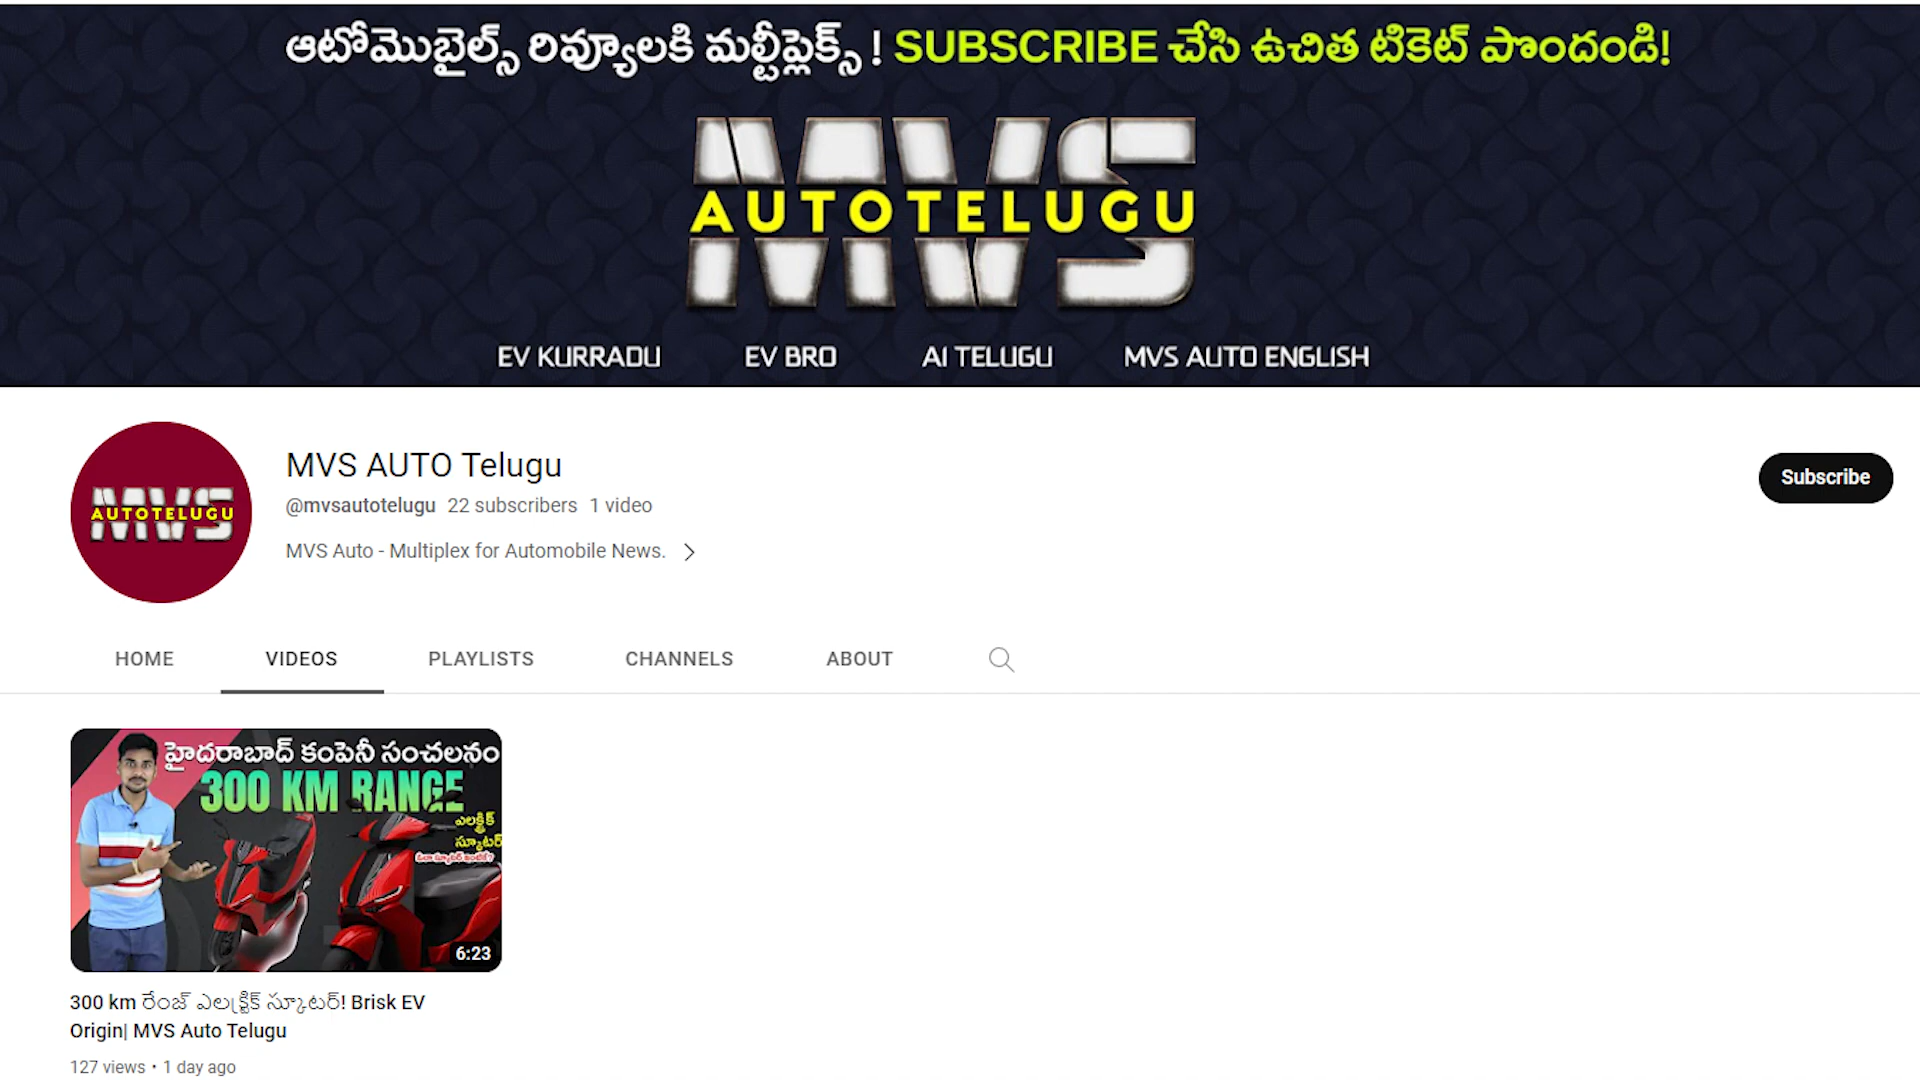 ఆటోమొబైల్స్ రివ్యూలకి మల్టీప్లెక్స్ ! SUBSCRIBE చేసి ఉచిత టికెట్ పొందండి!
MVS
AUTOTELUGU
EV KURRADU EV BRO AI TELUGU MVS AUTO ENGLISH
MVS
AUTOTELUGU
MVS AUTO Telugu
@mvsautotelugu 22 subscribers 1 video
MVS Auto - Multiplex for Automobile News.
Subscribe
HOME VIDEOS PLAYLISTS CHANNELS ABOUT
హైదరాబాద్ కంపెనీ సంచలనం
300 KM RANGE
ఎలక్ట్రిక్
స్కూటర్
6:23
300 km రేంజ్ ఎలక్ట్రిక్ స్కూటర్! Brisk EV
Origin| MVS Auto Telugu
127 views • 1 day ago